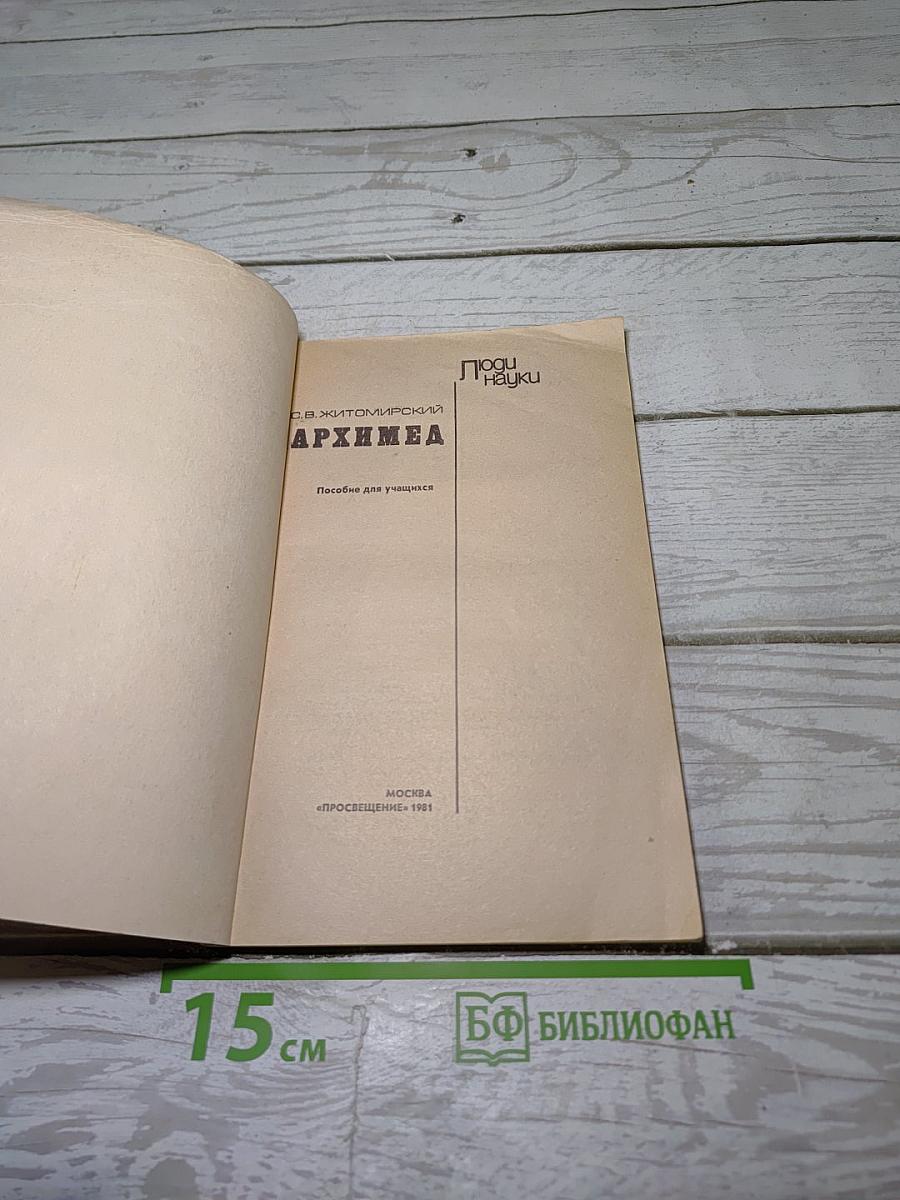 Люди
науки
С.В. ЖИТОМИРСКИЙ
АРХИМЕД
Пособие для учащихся
МОСКВА
«ПРОСВЕЩЕНИЕ» 1981
15 см
БФ БИБЛИОФАН